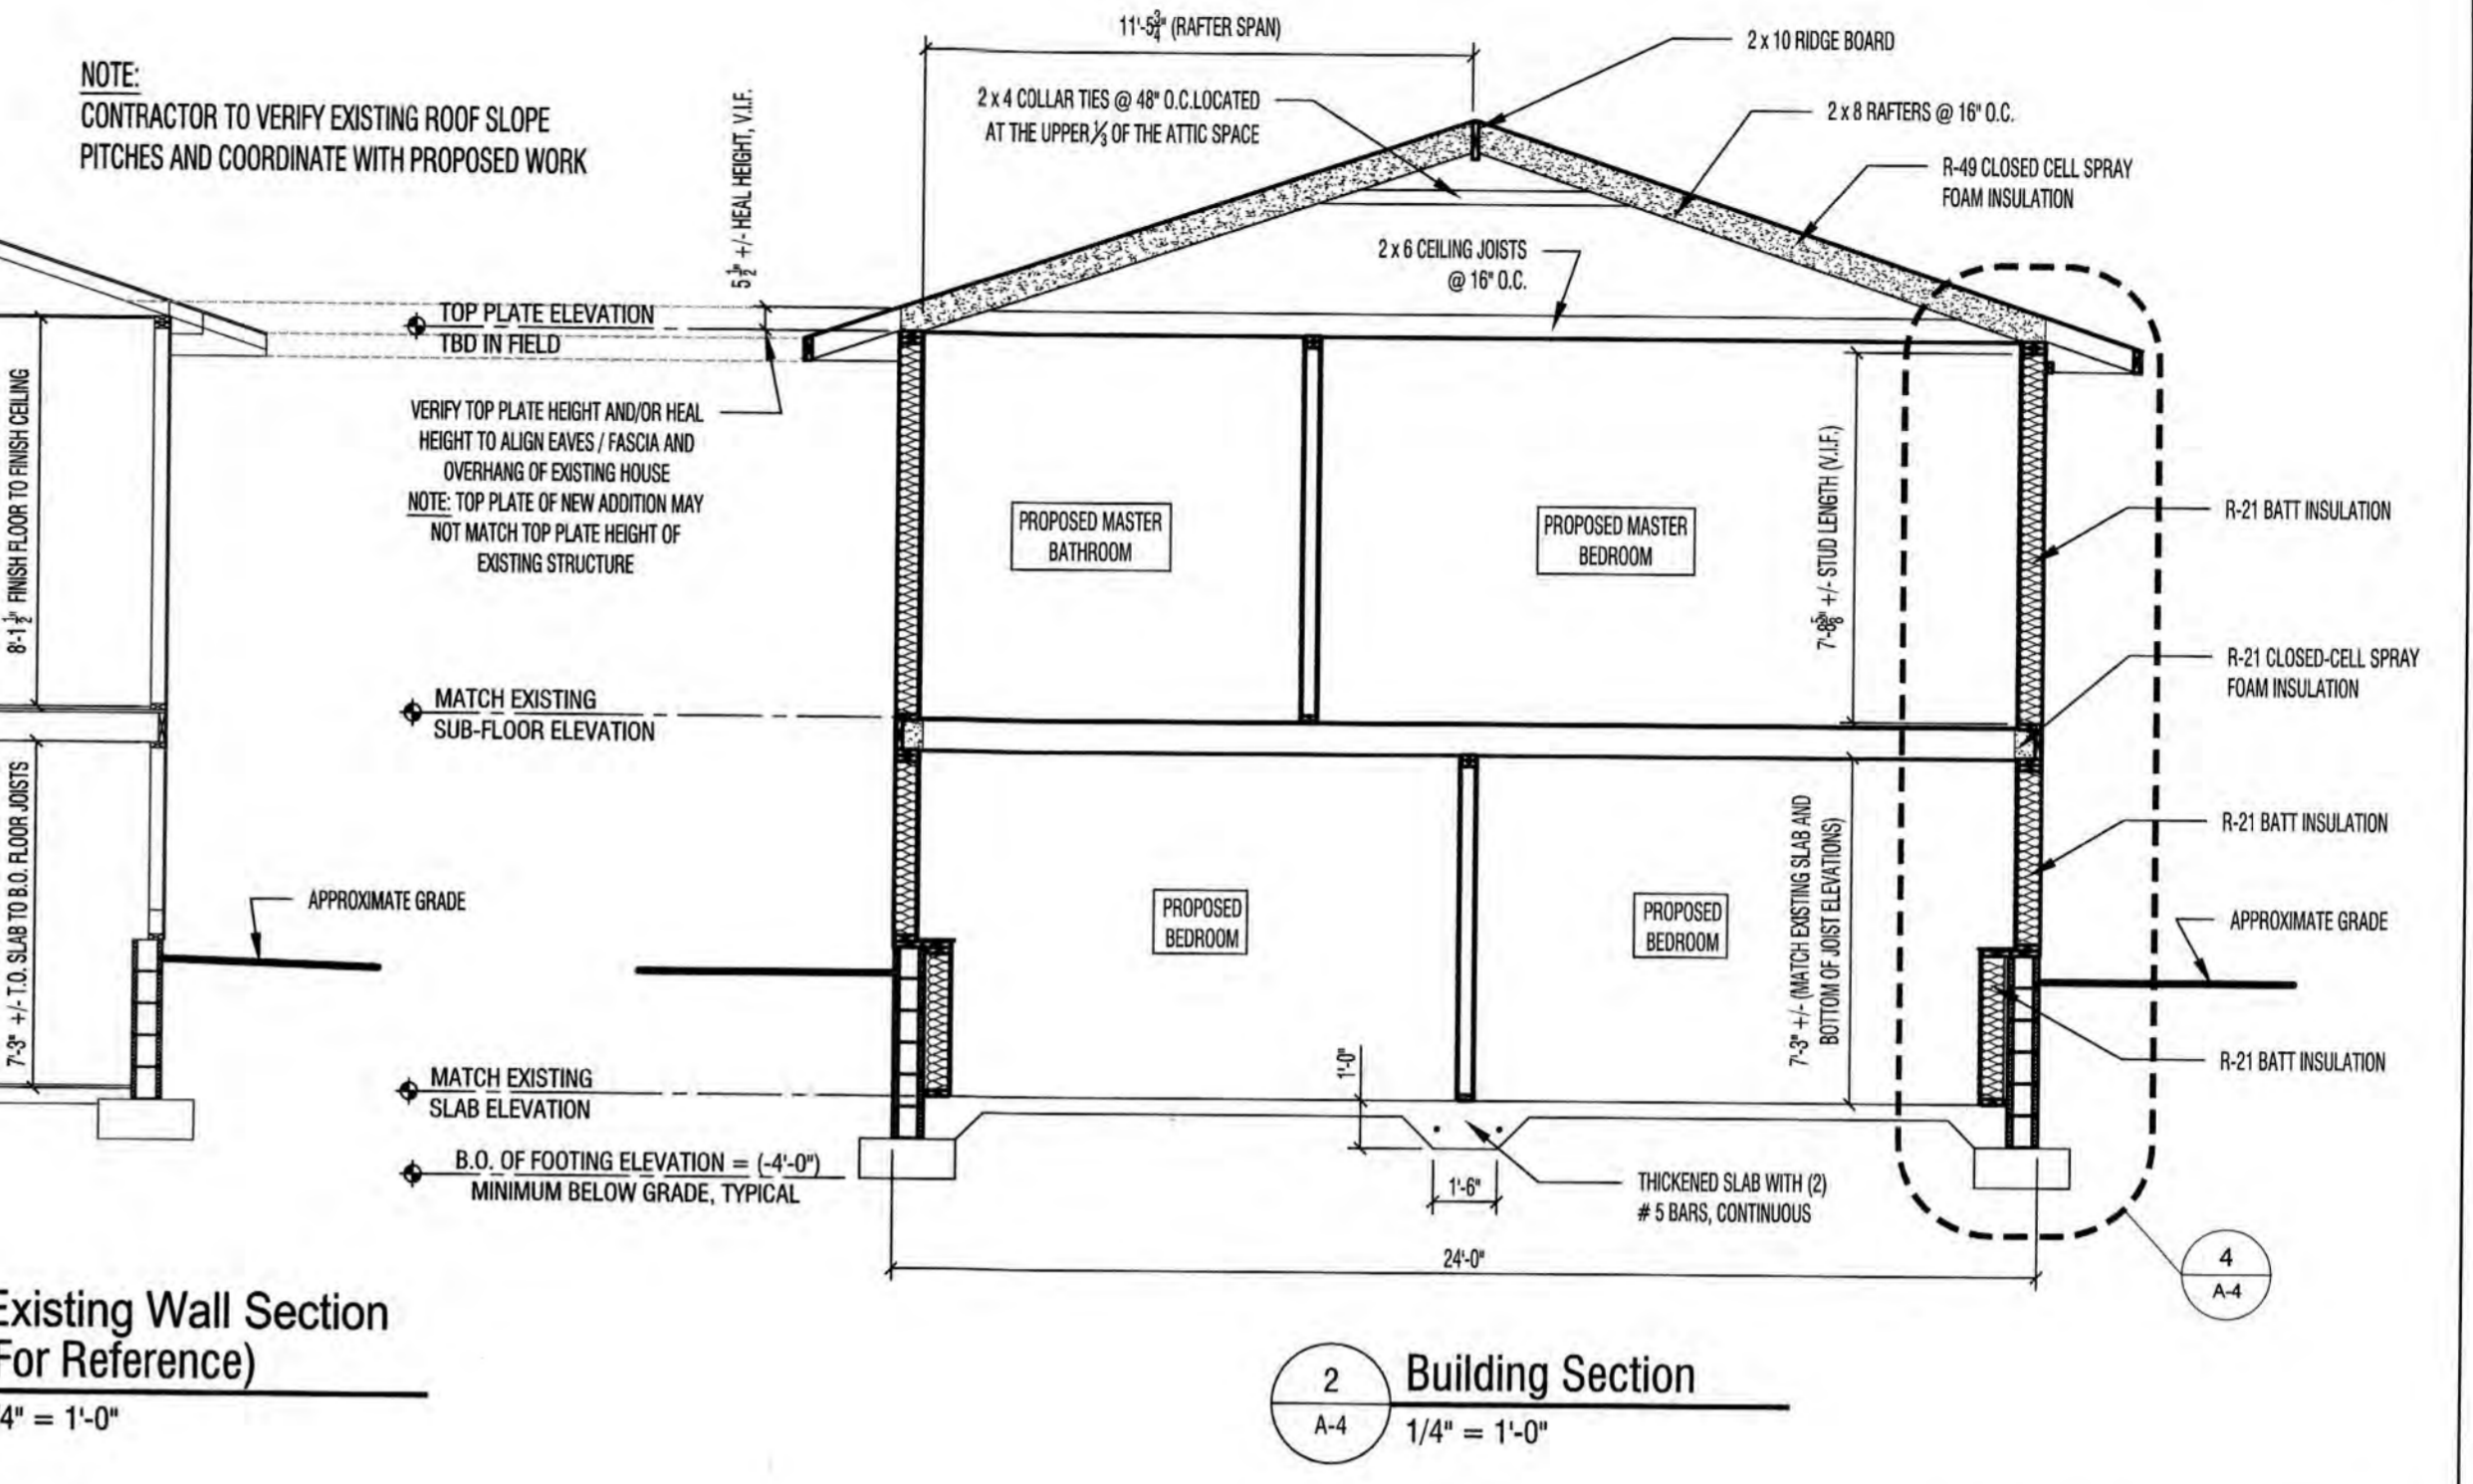 NOTE:
CONTRACTOR TO VERIFY EXISTING ROOF SLOPE
PITCHES AND COORDINATE WITH PROPOSED WORK
11'-5¾" (RAFTER SPAN)
2 x 10 RIDGE BOARD
2 x 4 COLLAR TIES @ 48" O.C.LOCATED
AT THE UPPER ⅓ OF THE ATTIC SPACE
2 x 8 RAFTERS @ 16" O.C.
R-49 CLOSED CELL SPRAY
FOAM INSULATION
5½" +/- HEAL HEIGHT, V.I.F.
2 x 6 CEILING JOISTS
@ 16" O.C.
TOP PLATE ELEVATION
TBD IN FIELD
VERIFY TOP PLATE HEIGHT AND/OR HEAL
HEIGHT TO ALIGN EAVES / FASCIA AND
OVERHANG OF EXISTING HOUSE
NOTE: TOP PLATE OF NEW ADDITION MAY
NOT MATCH TOP PLATE HEIGHT OF
EXISTING STRUCTURE
8'-1½" FINISH FLOOR TO FINISH CEILING
PROPOSED MASTER
BATHROOM
PROPOSED MASTER
BEDROOM
7'-8⅝" +/- STUD LENGTH (V.I.F.)
R-21 BATT INSULATION
R-21 CLOSED-CELL SPRAY
FOAM INSULATION
MATCH EXISTING
SUB-FLOOR ELEVATION
7'-3" +/- T.O. SLAB TO B.O. FLOOR JOISTS
APPROXIMATE GRADE
PROPOSED
BEDROOM
PROPOSED
BEDROOM
7'-3" +/- (MATCH EXISTING SLAB AND
BOTTOM OF JOIST ELEVATIONS)
R-21 BATT INSULATION
APPROXIMATE GRADE
R-21 BATT INSULATION
MATCH EXISTING
SLAB ELEVATION
1'-0"
B.O. OF FOOTING ELEVATION = (-4'-0")
MINIMUM BELOW GRADE, TYPICAL
1'-6"
THICKENED SLAB WITH (2)
# 5 BARS, CONTINUOUS
24'-0"
4
A-4
Existing Wall Section
For Reference)
4" = 1'-0"
2
A-4
Building Section
1/4" = 1'-0"